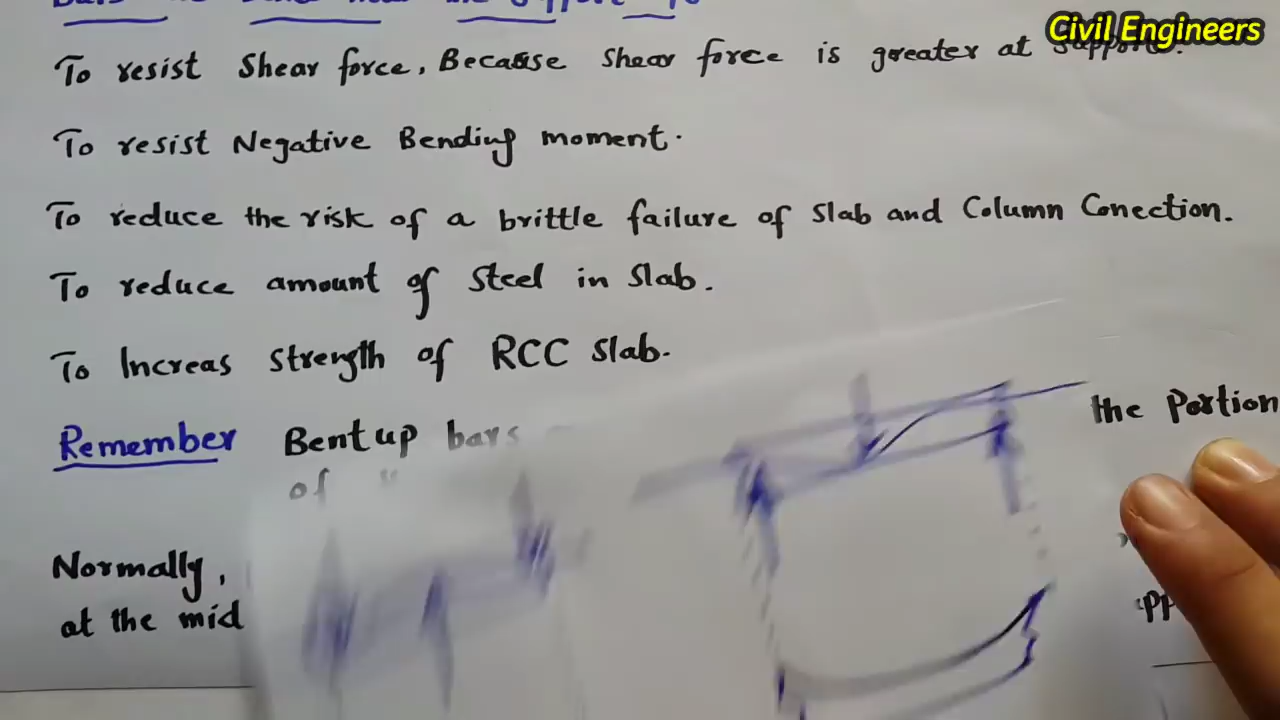 Civil Engineers
To resist Shear force, Because Shear force is greater at supports.
To resist Negative Bending moment.
To reduce the risk of a brittle failure of Slab and Column Conection.
To reduce amount of Steel in Slab.
To Increas Strength of RCC Slab.
Remember Bentup bars the Portion
of
Normally,
at the mid